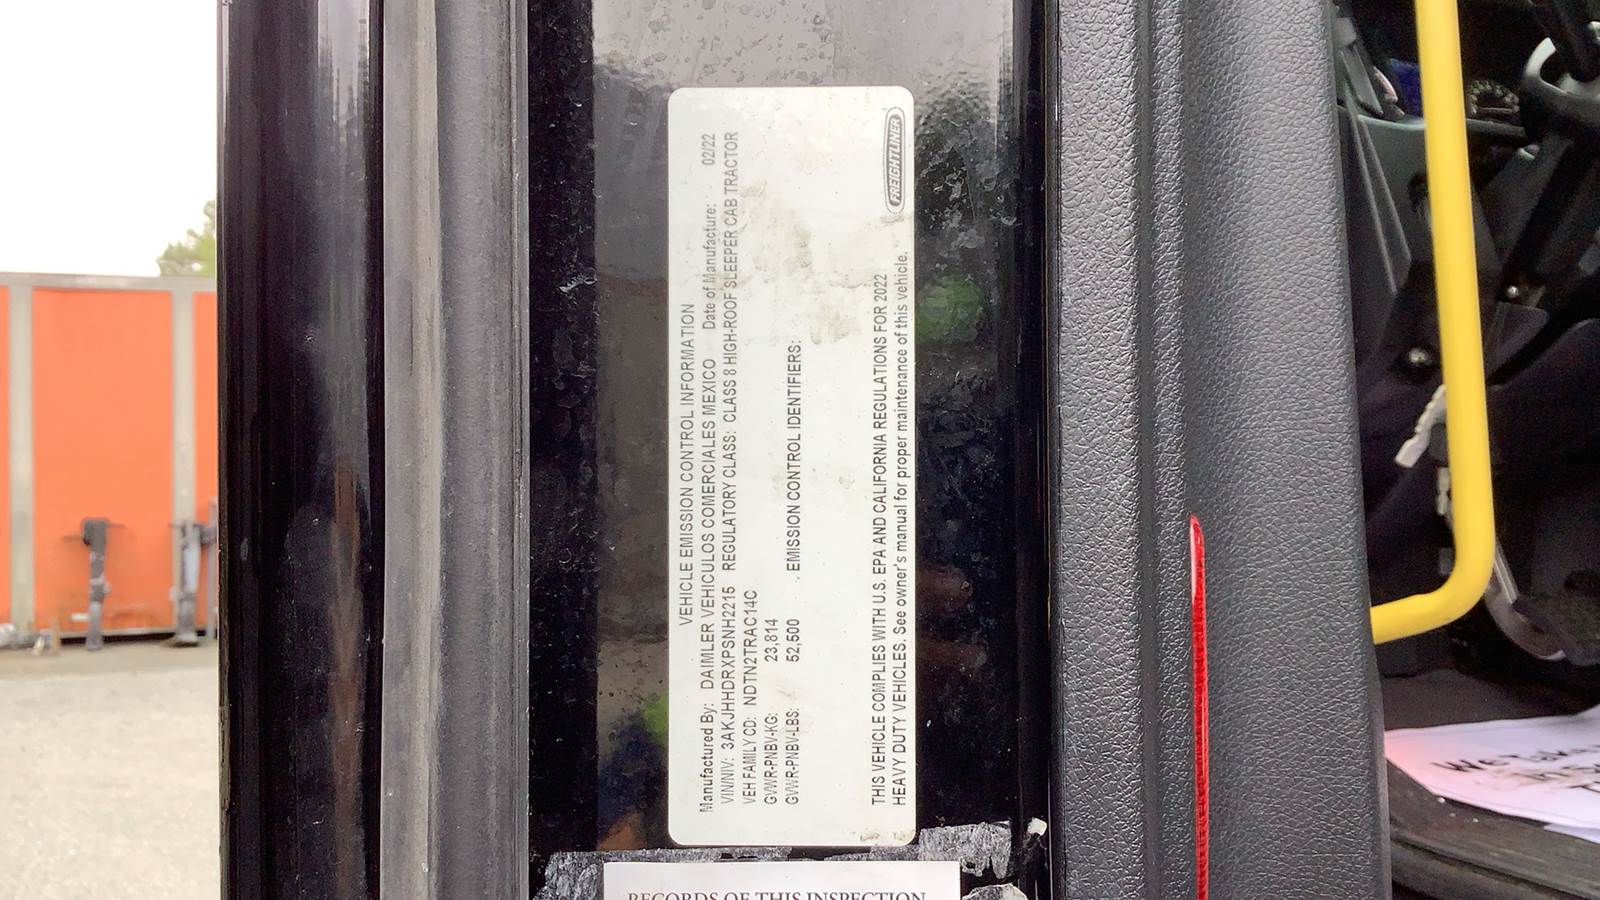 FREIGHTLINER
VEHICLE EMISSION CONTROL INFORMATION
Manufactured By: DAIMLER VEHICULOS COMERCIALES MEXICO Date of Manufacture: 02/22
VIN/NIV: 3AKJHHDRXPSNH2215 REGULATORY CLASS: CLASS 8 HIGH-ROOF SLEEPER CAB TRACTOR
VEH FAMILY CD: NDTN2TRAC14C
GVWR-PNBV-KG: 23,814
GVWR-PNBV-LBS: 52,500 EMISSION CONTROL IDENTIFIERS:
THIS VEHICLE COMPLIES WITH U.S. EPA AND CALIFORNIA REGULATIONS FOR 2022
HEAVY DUTY VEHICLES. See owner's manual for proper maintenance of this vehicle.
RECORDS OF THIS INSPECTION
We take